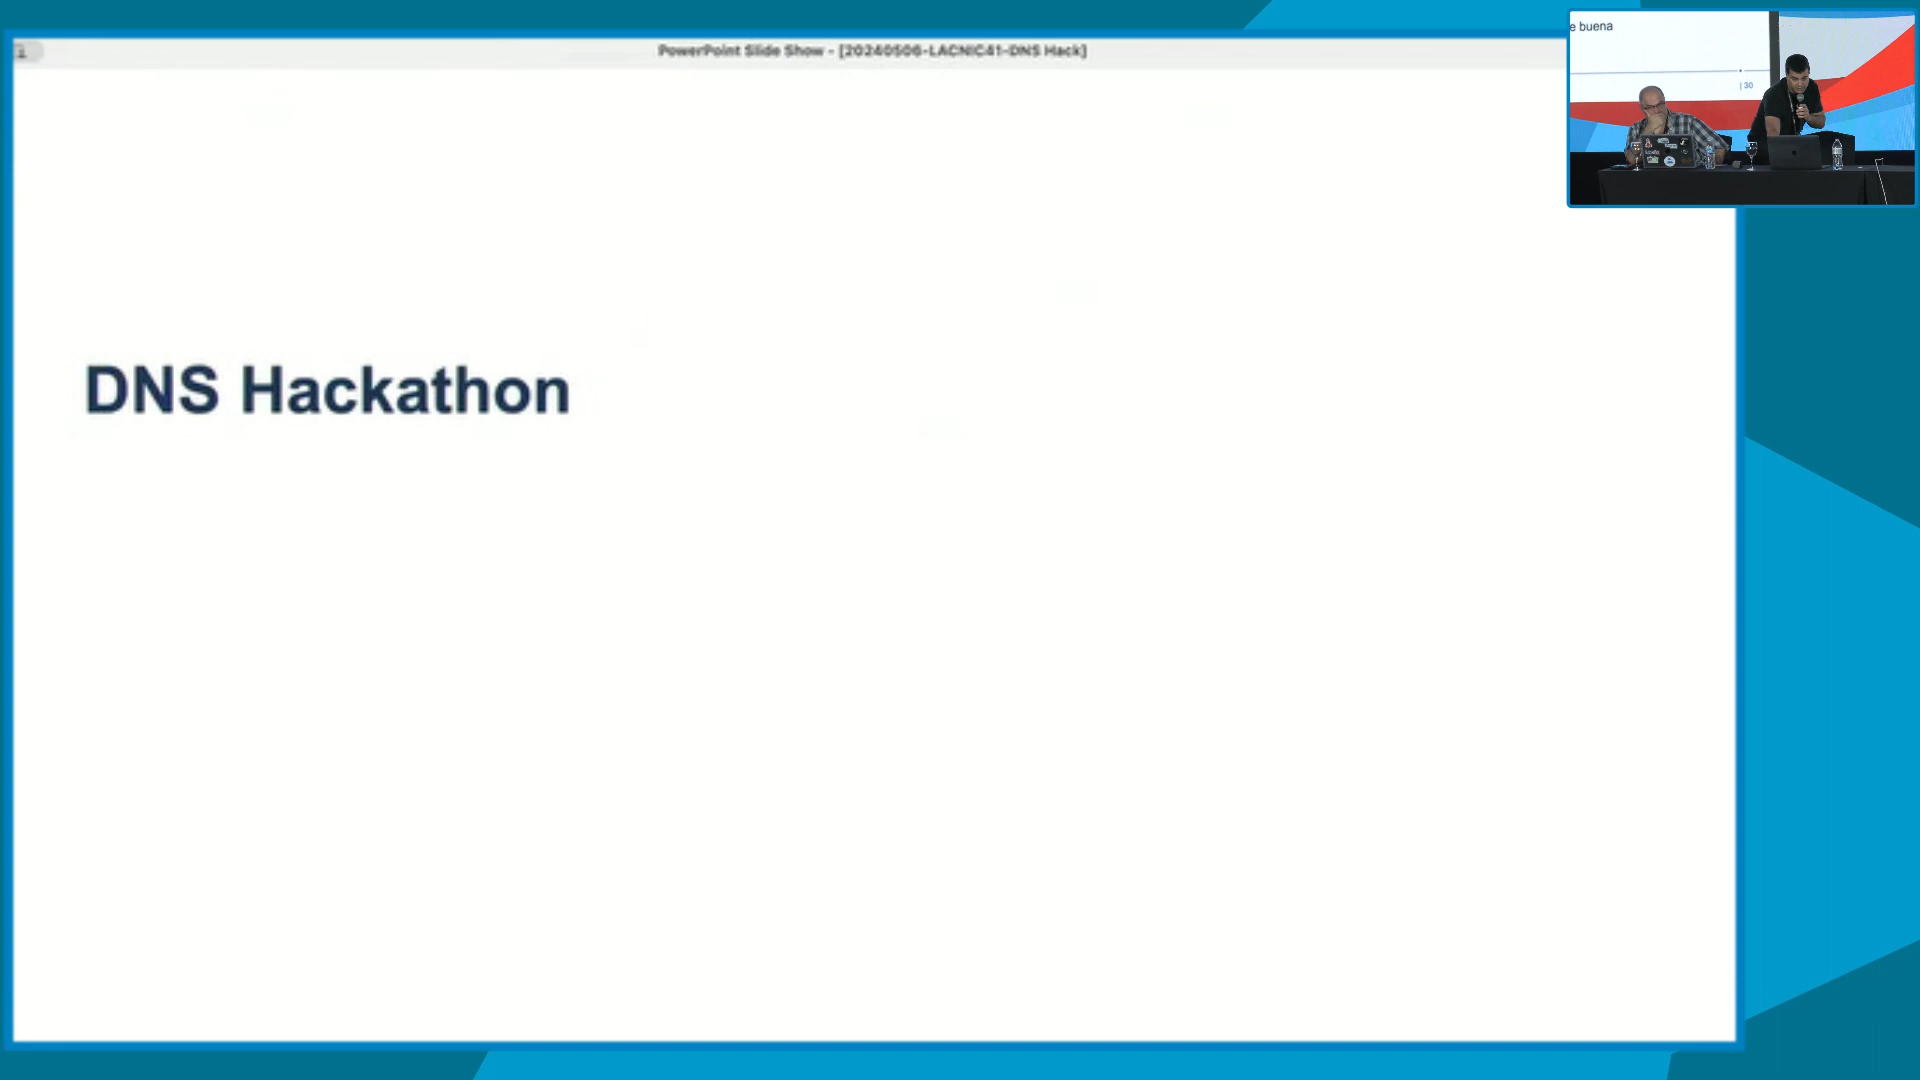 PowerPoint Slide Show - [20240506-LACNIC41-DNS Hack]
e buena
| 30
DNS Hackathon